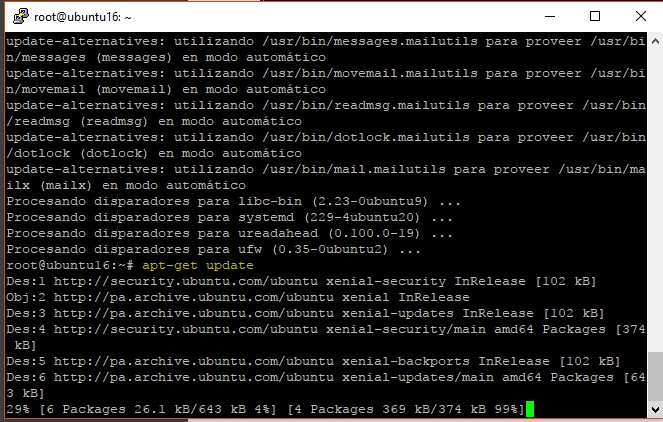 root@ubuntu16: ~
update-alternatives: utilizando /usr/bin/messages.mailutils para proveer /usr/bi
n/messages (messages) en modo automático
update-alternatives: utilizando /usr/bin/movemail.mailutils para proveer /usr/bi
n/movemail (movemail) en modo automático
update-alternatives: utilizando /usr/bin/readmsg.mailutils para proveer /usr/bin
/readmsg (readmsg) en modo automático
update-alternatives: utilizando /usr/bin/dotlock.mailutils para proveer /usr/bin
/dotlock (dotlock) en modo automático
update-alternatives: utilizando /usr/bin/mail.mailutils para proveer /usr/bin/ma
ilx (mailx) en modo automático
Procesando disparadores para libc-bin (2.23-0ubuntu9) ...
Procesando disparadores para systemd (229-4ubuntu20) ...
Procesando disparadores para ureadahead (0.100.0-19) ...
Procesando disparadores para ufw (0.35-0ubuntu2) ...
root@ubuntu16:~# apt-get update
Des:1 http://security.ubuntu.com/ubuntu xenial-security InRelease [102 kB]
Obj:2 http://pa.archive.ubuntu.com/ubuntu xenial InRelease
Des:3 http://pa.archive.ubuntu.com/ubuntu xenial-updates InRelease [102 kB]
Des:4 http://security.ubuntu.com/ubuntu xenial-security/main amd64 Packages [374
 kB]
Des:5 http://pa.archive.ubuntu.com/ubuntu xenial-backports InRelease [102 kB]
Des:6 http://pa.archive.ubuntu.com/ubuntu xenial-updates/main amd64 Packages [64
3 kB]
29% [6 Packages 26.1 kB/643 kB 4%] [4 Packages 369 kB/374 kB 99%]